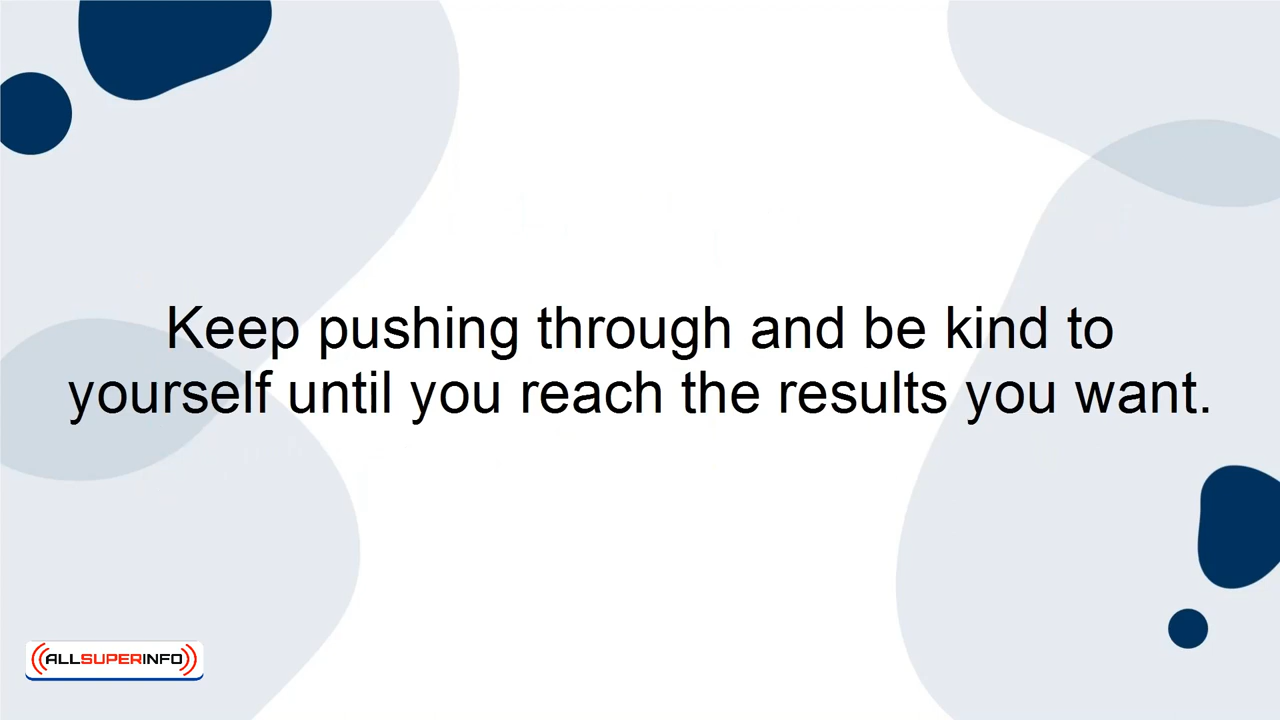 Keep pushing through and be kind to
yourself until you reach the results you want.
ALLSUPERINFO